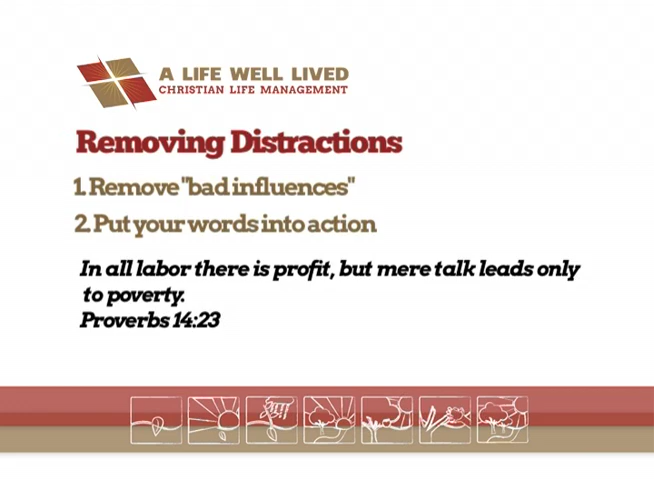 A LIFE WELL LIVED
CHRISTIAN LIFE MANAGEMENT
Removing Distractions
1. Remove "bad influences"
2. Put your words into action
In all labor there is profit, but mere talk leads only
to poverty.
Proverbs 14:23